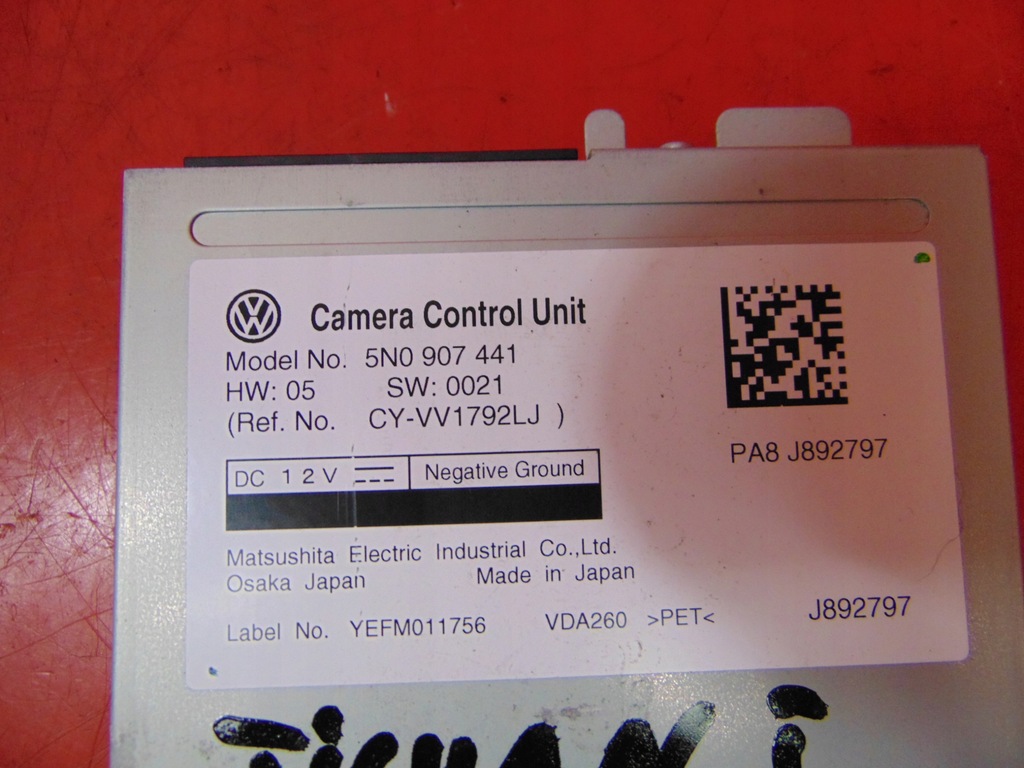 Camera Control Unit
Model No. 5N0 907 441
HW: 05 SW: 0021
(Ref. No. CY-VV1792LJ )
PA8 J892797
DC 12V Negative Ground
Matsushita Electric Industrial Co.,Ltd.
Osaka Japan Made in Japan
Label No. YEFM011756 VDA260 >PET< J892797